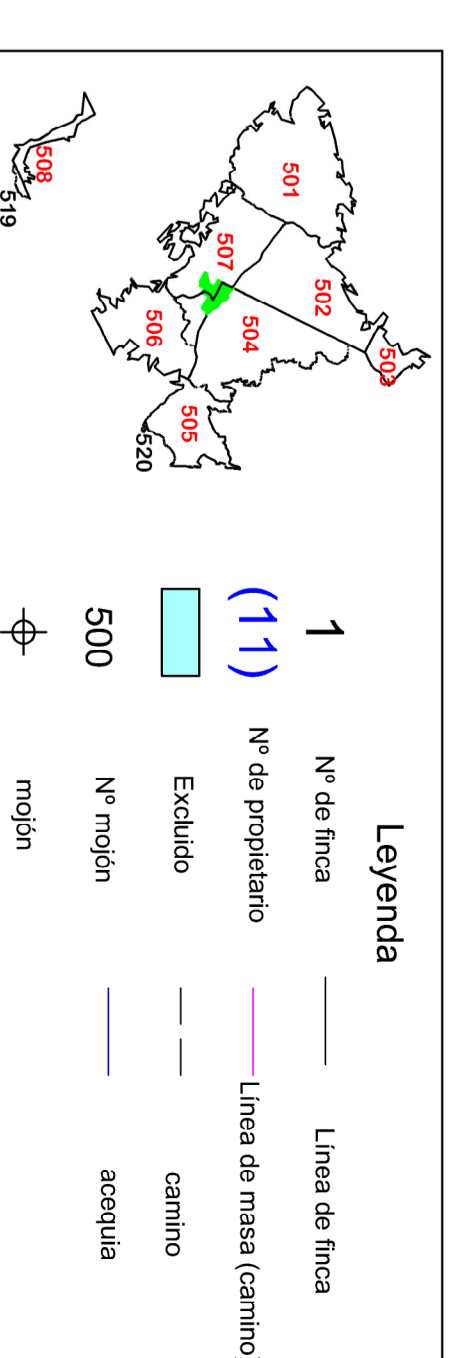 501
502
503
507
504
506
505
520
508
519
Leyenda
1 Nº de finca Línea de finca
(11) Nº de propietario Línea de masa (camino)
Excluido camino
500 Nº mojón acequia
mojón